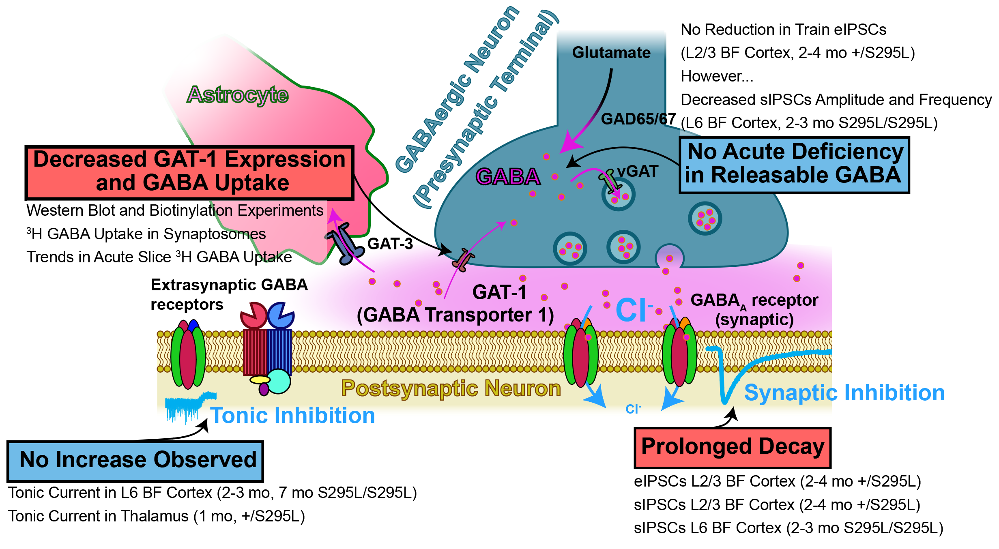 No Reduction in Train eIPSCs
(L2/3 BF Cortex, 2-4 mo +/S295L)
However...
Decreased sIPSCs Amplitude and Frequency
(L6 BF Cortex, 2-3 mo S295L/S295L)
No Acute Deficiency
in Releasable GABA
Glutamate
GAD65/67
GABA
vGAT
GABAergic Neuron
(Presynaptic Terminal)
Astrocyte
Decreased GAT-1 Expression
and GABA Uptake
Western Blot and Biotinylation Experiments
³H GABA Uptake in Synaptosomes
Trends in Acute Slice ³H GABA Uptake
GAT-3
Extrasynaptic GABA
receptors
GAT-1
(GABA Transporter 1)
Cl⁻
GABA_A receptor
(synaptic)
Postsynaptic Neuron
Synaptic Inhibition
Cl⁻
Tonic Inhibition
No Increase Observed
Tonic Current in L6 BF Cortex (2-3 mo, 7 mo S295L/S295L)
Tonic Current in Thalamus (1 mo, +/S295L)
Prolonged Decay
eIPSCs L2/3 BF Cortex (2-4 mo +/S295L)
sIPSCs L2/3 BF Cortex (2-4 mo +/S295L)
sIPSCs L6 BF Cortex (2-3 mo S295L/S295L)